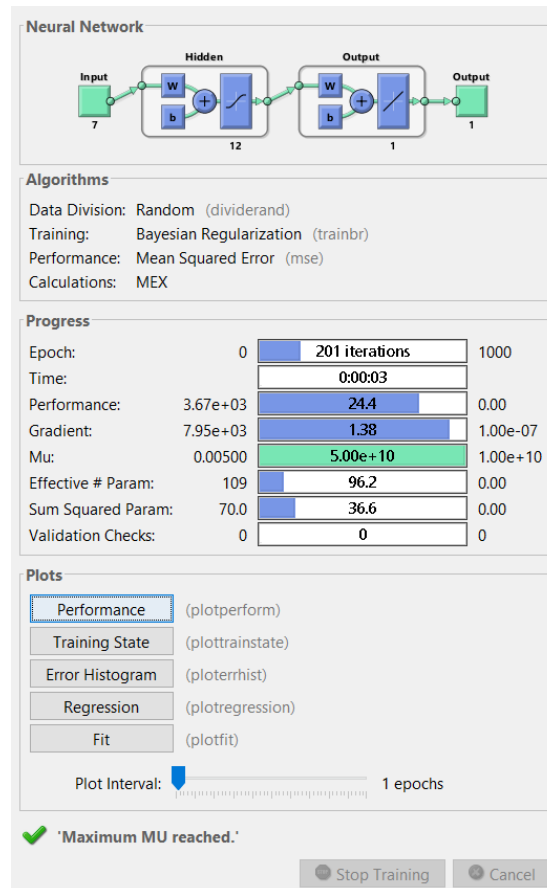 Neural Network
Hidden Output
Input W b + W b + Output
7 12 1 1
Algorithms
Data Division: Random (dividerand)
Training: Bayesian Regularization (trainbr)
Performance: Mean Squared Error (mse)
Calculations: MEX
Progress
Epoch: 0 201 iterations 1000
Time: 0:00:03
Performance: 3.67e+03 24.4 0.00
Gradient: 7.95e+03 1.38 1.00e-07
Mu: 0.00500 5.00e+10 1.00e+10
Effective # Param: 109 96.2 0.00
Sum Squared Param: 70.0 36.6 0.00
Validation Checks: 0 0 0
Plots
Performance (plotperform)
Training State (plottrainstate)
Error Histogram (ploterrhist)
Regression (plotregression)
Fit (plotfit)
Plot Interval: 1 epochs
'Maximum MU reached.'
Stop Training Cancel